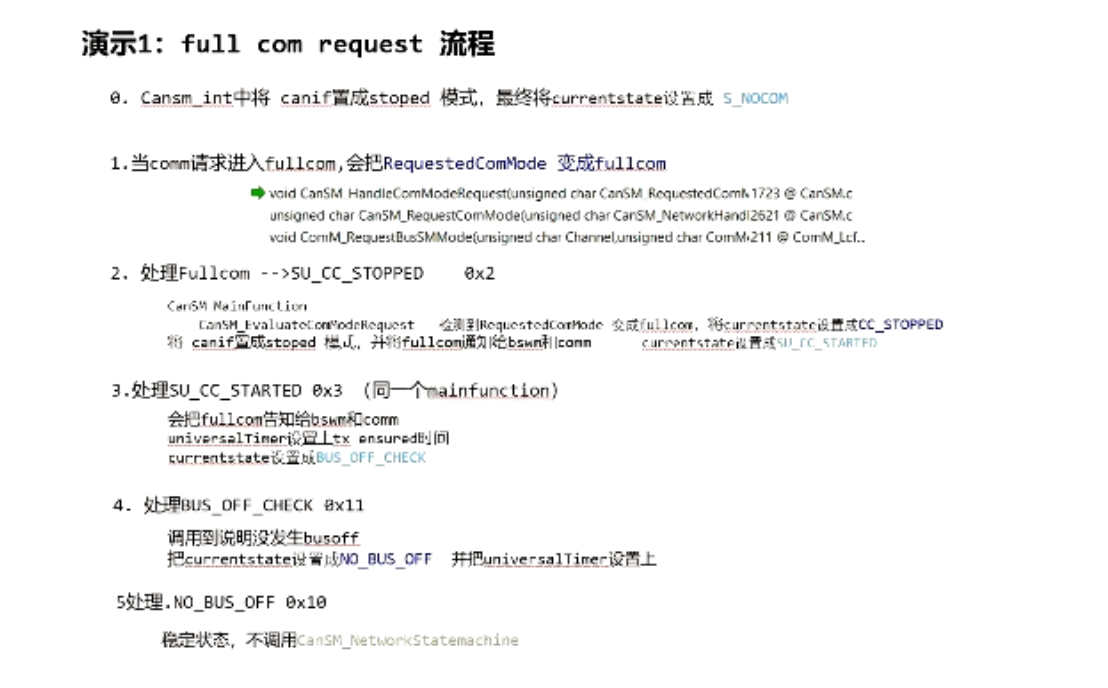 演示1: full com request 流程
0. Cansm_int中将 canif置成stoped 模式，最终将currentstate设置成 S_NOCOM
1.当comm请求进入fullcom,会把RequestedComMode 变成fullcom
void CanSM_HandleComModeRequest(unsigned char CanSM_RequestedComM‹1723 @ CanSM.c
unsigned char CanSM_RequestComMode(unsigned char CanSM_NetworkHandl2621 @ CanSM.c
void ComM_RequestBusSMMode(unsigned char Channel,unsigned char ComM‹211 @ ComM_Lcf...
2. 处理Fullcom -->SU_CC_STOPPED 0x2
CanSM MainFunction
CanSM_EvaluateComModeRequest 检测到RequestedComMode 变成fullcom, 将currentstate设置成CC_STOPPED
将 canif置成stoped 模式，并将fullcom通知给bswm和comm currentstate设置成SU_CC_STARTED
3.处理SU_CC_STARTED 0x3 （同一个mainfunction）
会把fullcom告知给bswm和comm
universalTimer设置上tx ensured时间
currentstate设置成BUS_OFF_CHECK
4. 处理BUS_OFF_CHECK 0x11
调用到说明没发生busoff
把currentstate设置成NO_BUS_OFF 并把universalTimer设置上
5处理.NO_BUS_OFF 0x10
稳定状态，不调用CanSM_NetworkStatemachine